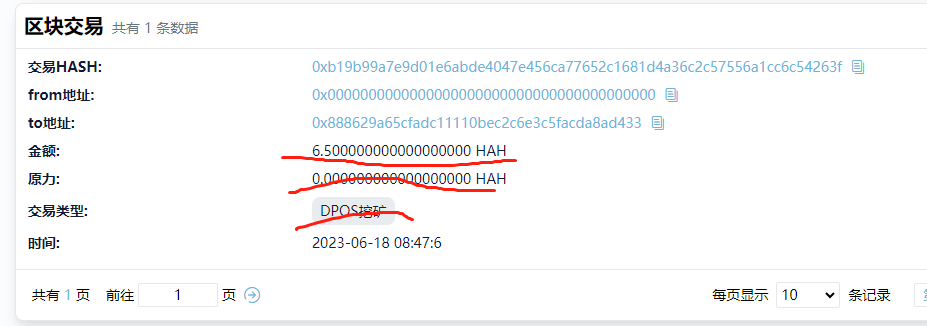 区块交易 共有 1 条数据
交易HASH: 0xb19b99a7e9d01e6abde4047e456ca77652c1681d4a36c2c57556a1cc6c54263f
from地址: 0x0000000000000000000000000000000000000000
to地址: 0x888629a65cfadc11110bec2c6e3c5facda8ad433
金额: 6.500000000000000000 HAH
原力: 0.000000000000000000 HAH
交易类型: DPOS挖矿
时间: 2023-06-18 08:47:6
共有 1 页 前往 1 页 每页显示 10 条记录